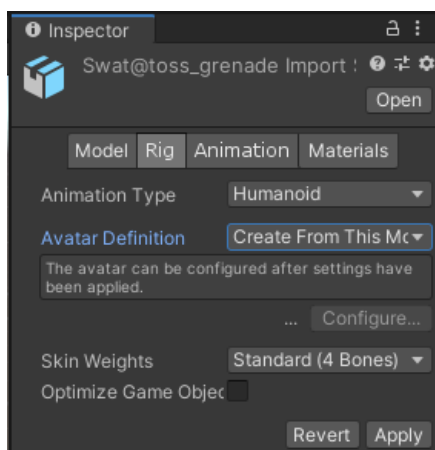 Inspector
Swat@toss_grenade Import S
Open
Model Rig Animation Materials
Animation Type Humanoid
Avatar Definition Create From This Mo
The avatar can be configured after settings have
been applied.
... Configure...
Skin Weights Standard (4 Bones)
Optimize Game Objec
Revert Apply